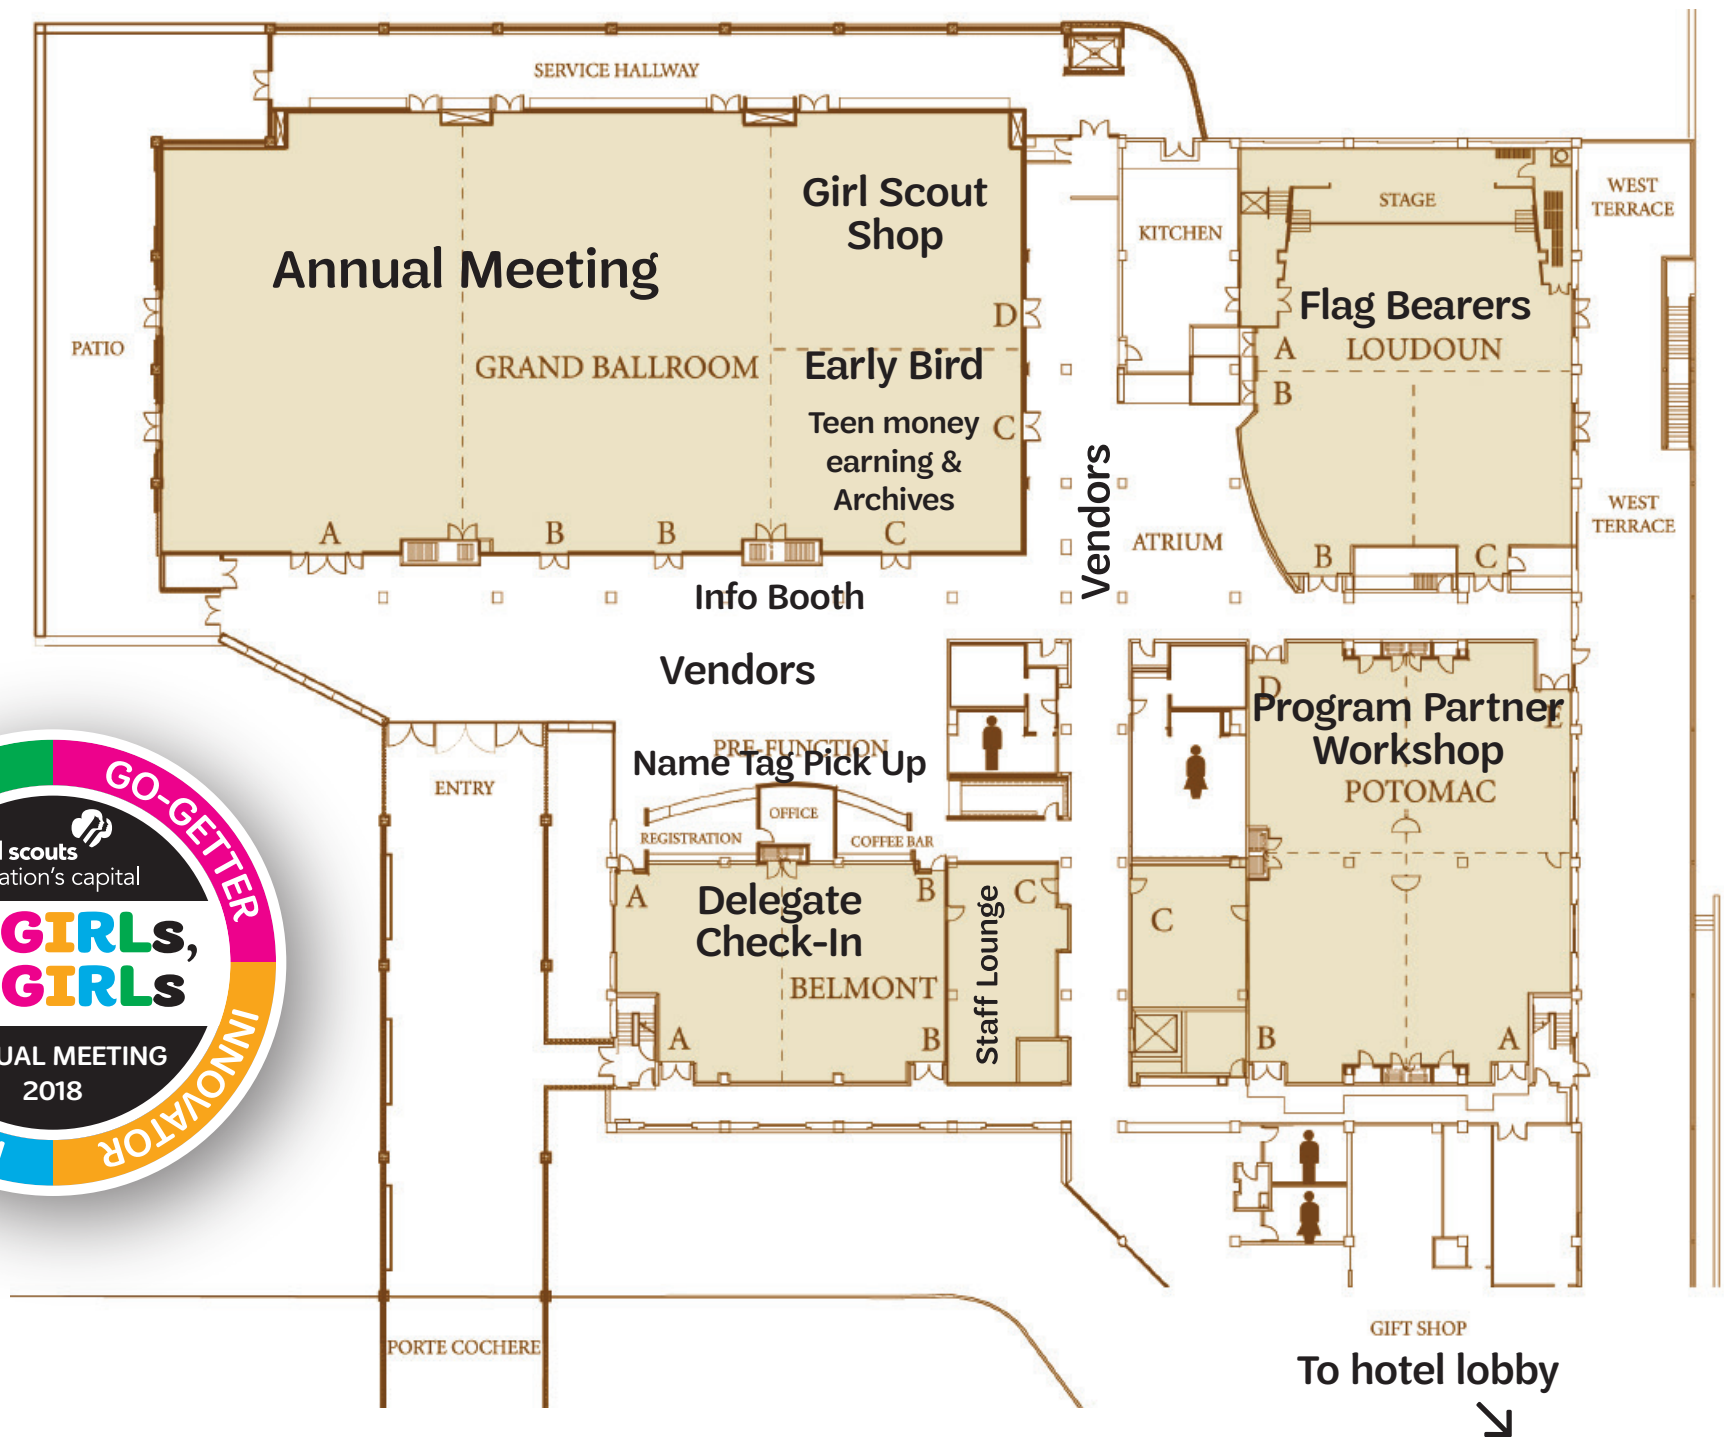 SERVICE HALLWAY
Girl Scout
Shop
Annual Meeting
D
PATIO
GRAND BALLROOM
Early Bird
Teen money
earning &
Archives
C
A
B
B
C
KITCHEN
STAGE
WEST
TERRACE
Flag Bearers
A
LOUDOUN
B
Vendors
ATRIUM
WEST
TERRACE
B
C
Info Booth
Vendors
PRE-FUNCTION
Name Tag Pick Up
ENTRY
OFFICE
REGISTRATION
COFFEE BAR
D
Program Partner
E
Workshop
POTOMAC
A
Delegate
Check-In
B
BELMONT
A
B
C
Staff Lounge
C
B
A
GO-GETTER
scouts
ation's capital
GIRLs,
GIRLs
UAL MEETING
2018
INNOVATOR
PORTE COCHERE
GIFT SHOP
To hotel lobby